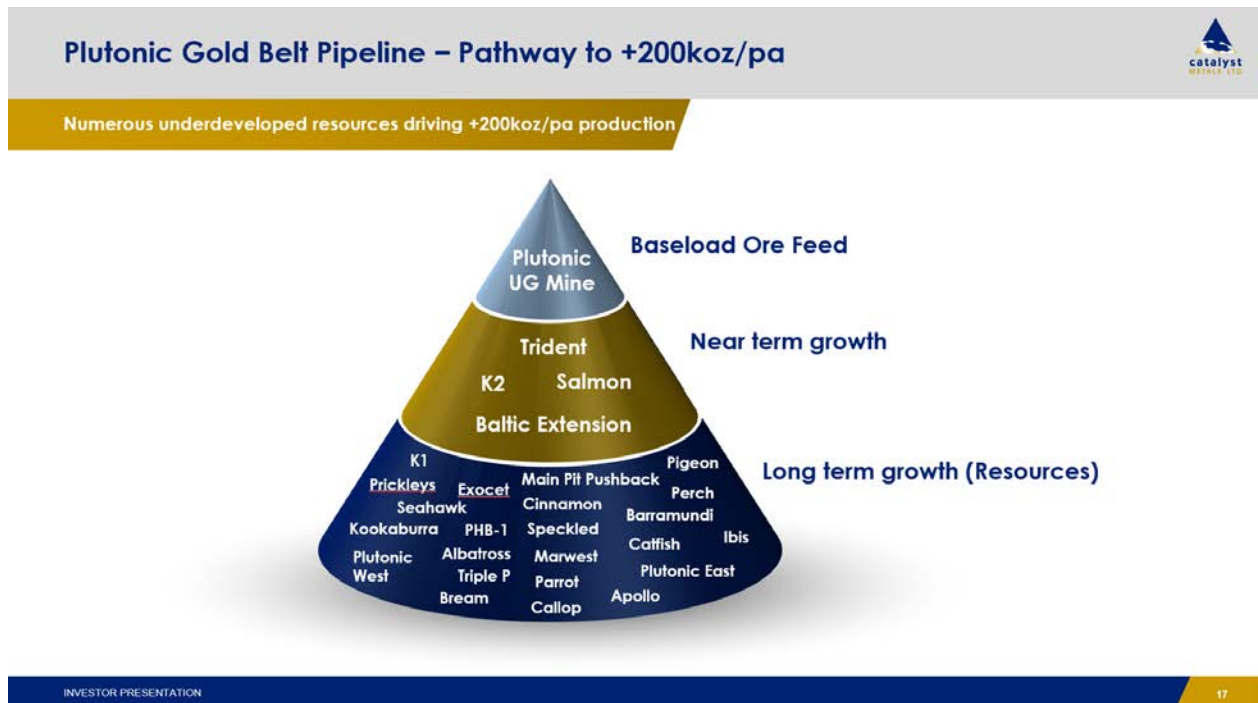 Plutonic Gold Belt Pipeline – Pathway to +200koz/pa
catalyst
METALS LTD
Numerous underdeveloped resources driving +200koz/pa production
Plutonic
UG Mine
Baseload Ore Feed
Trident
K2 Salmon
Baltic Extension
Near term growth
K1
Prickleys
Exocet
Seahawk
Kookaburra
PHB-1
Plutonic
West
Albatross
Triple P
Bream
Main Pit Pushback
Cinnamon
Speckled
Marwest
Parrot
Callop
Pigeon
Perch
Barramundi
Catfish
Ibis
Plutonic East
Apollo
Long term growth (Resources)
INVESTOR PRESENTATION
17